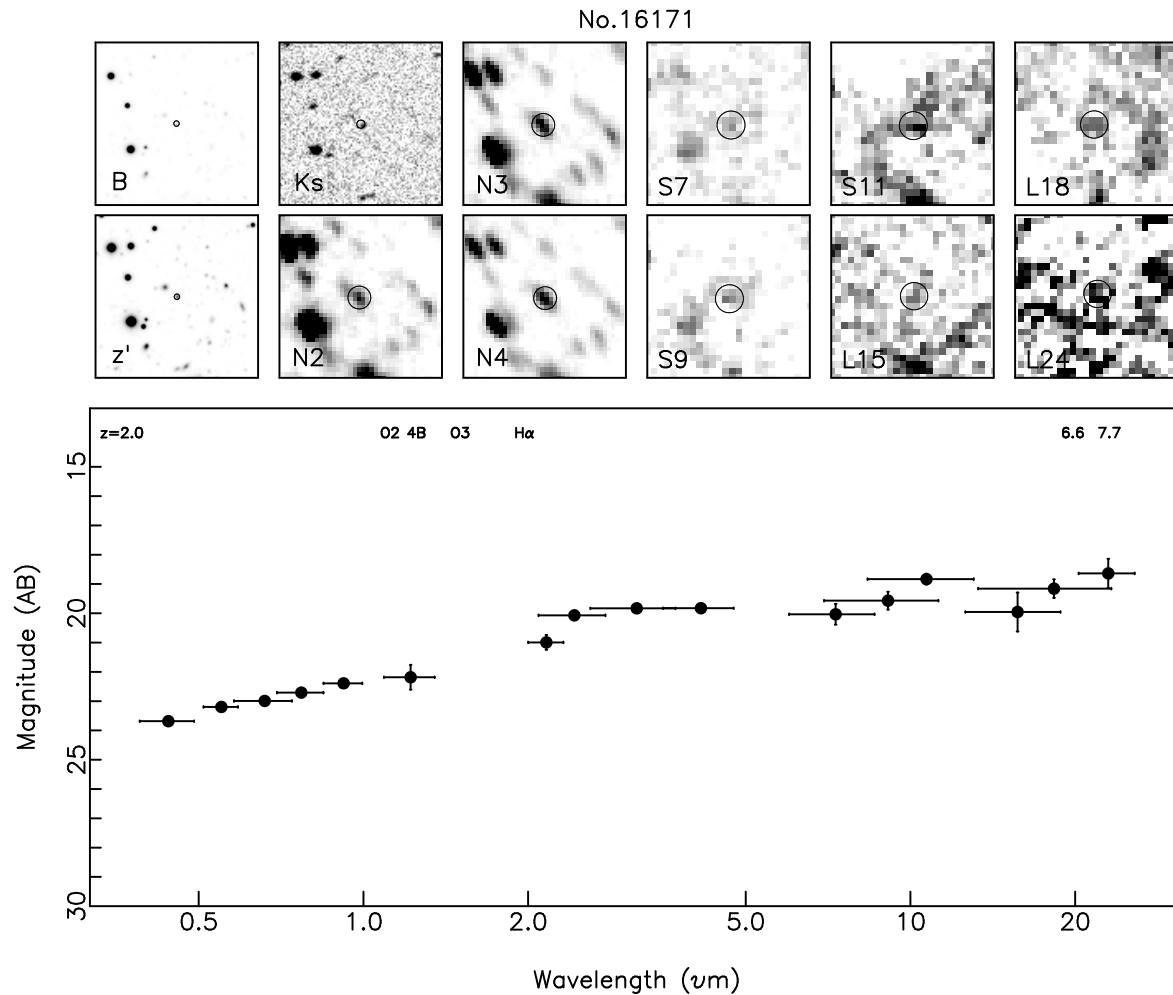 No.16171
B
Ks
N3
S7
S11
L18
z'
N2
N4
S9
L15
L24
z=2.0 O2 4B O3 Hα 6.6 7.7
15
20
25
30
Magnitude (AB)
0.5 1.0 2.0 5.0 10 20
Wavelength (υm)